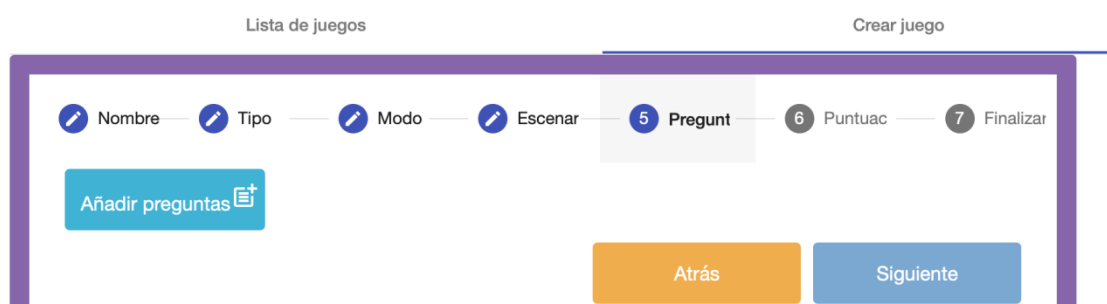 Lista de juegos Crear juego
Nombre Tipo Modo Escenar 5 Pregunt 6 Puntuac 7 Finalizar
Añadir preguntas
Atrás Siguiente